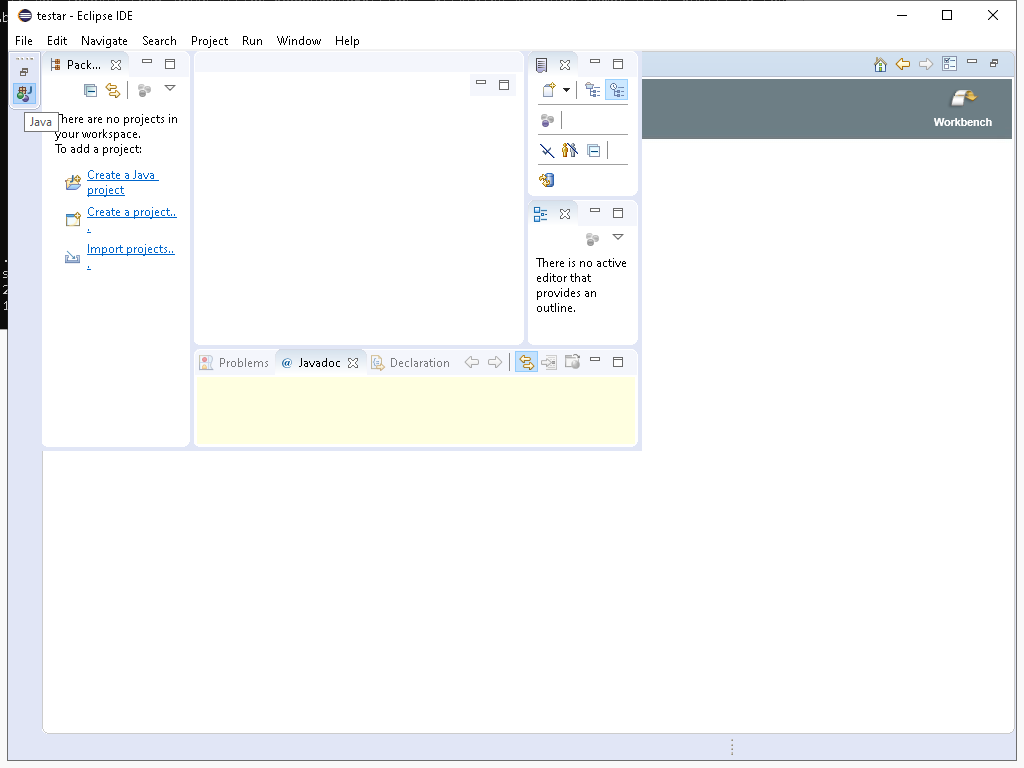 testar - Eclipse IDE
File Edit Navigate Search Project Run Window Help
Pack...
Java
There are no projects in
your workspace.
To add a project:
Create a Java
project
Create a project..
.
Import projects..
.
Workbench
There is no active
editor that
provides an
outline.
Problems @ Javadoc Declaration